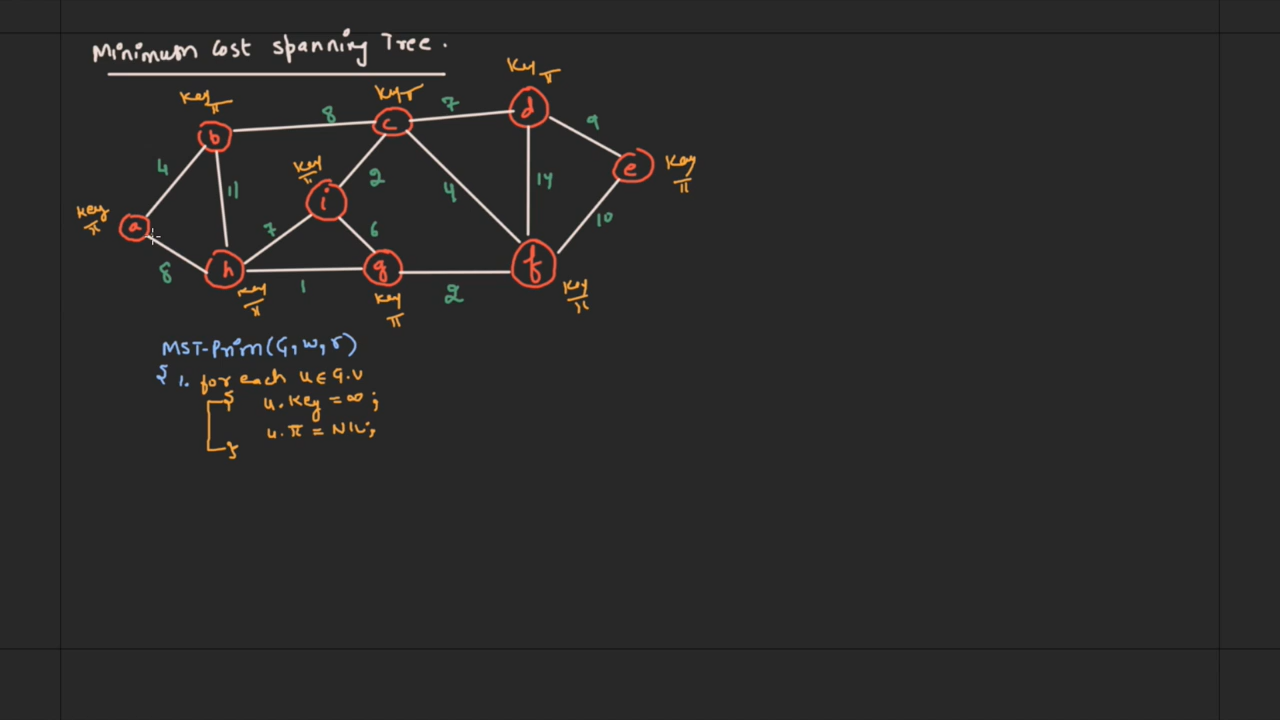 Minimum Cost spanning Tree.
key π
key π
key π
b
8
c
7
d
9
4
11
key π
i
2
4
14
e
key π
key π
a
8
7
6
10
h
1
g
2
f
key π
key π
key π
MST-Prim(G, w, r)
{ 1. for each u ∈ G.V
{ u.key = ∞ ;
u.π = NIL;
}